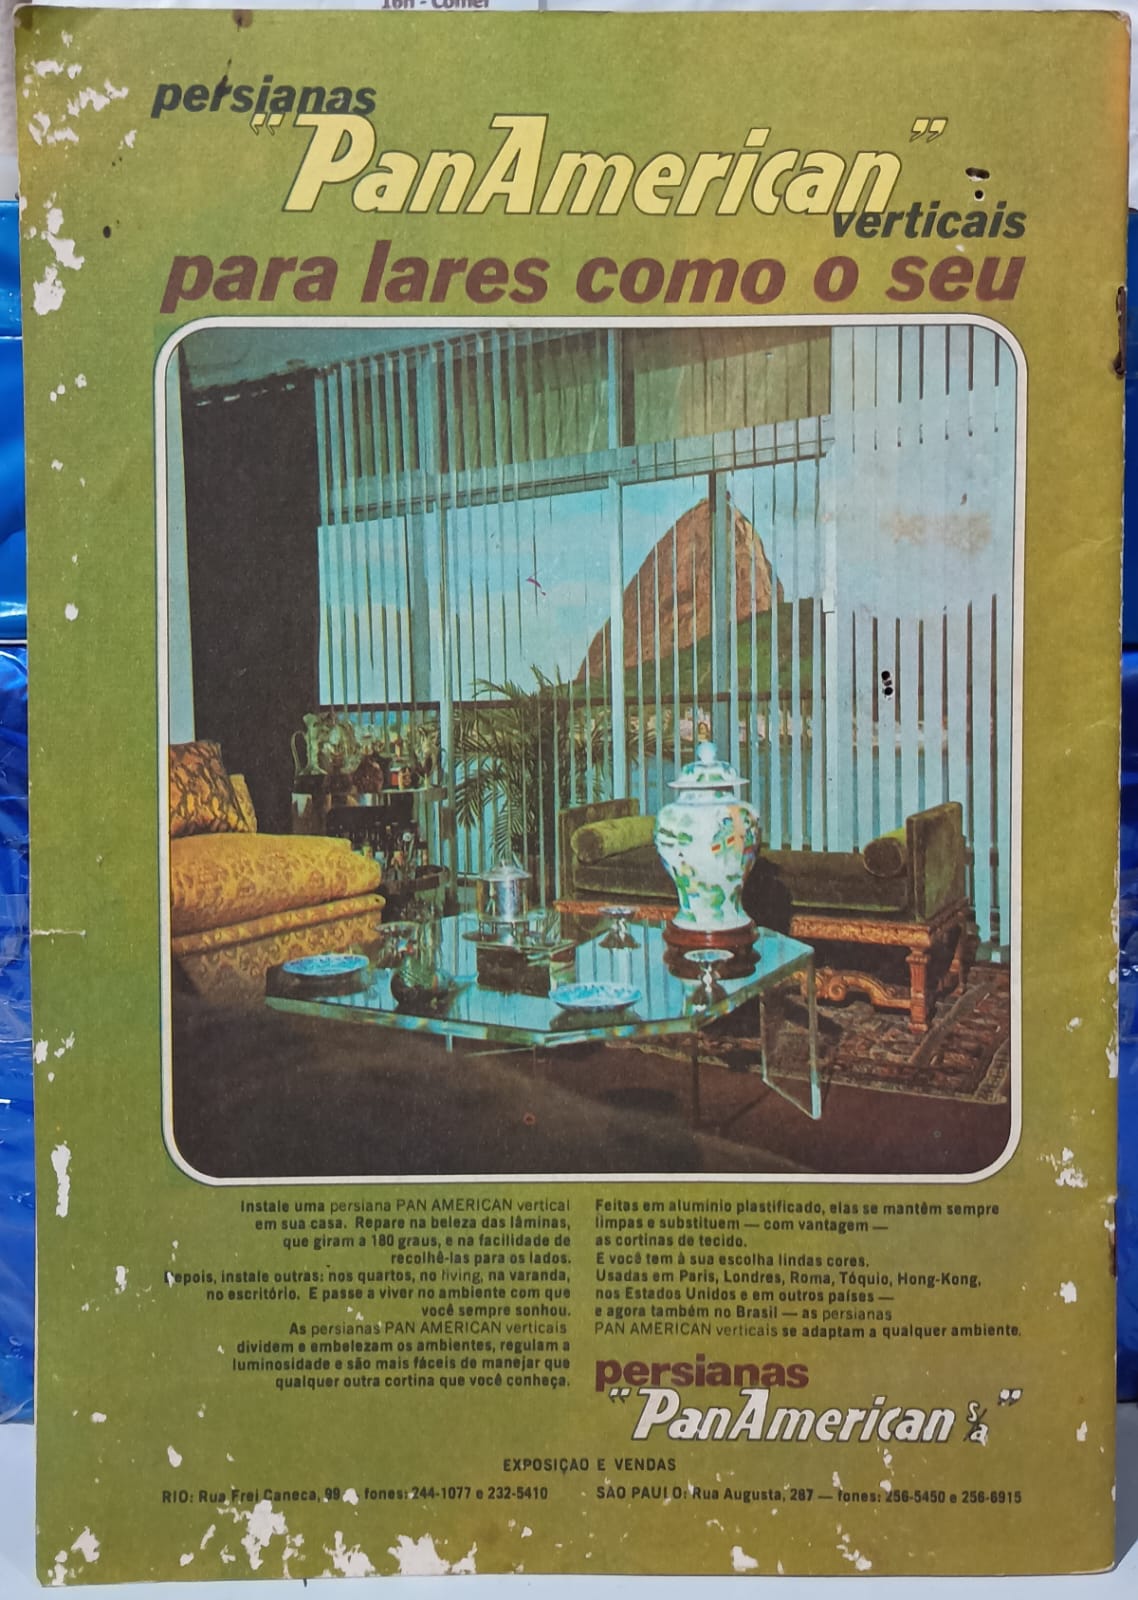 16h - Comer
persianas
"PanAmerican"
verticais
para lares como o seu
Instale uma persiana PAN AMERICAN vertical
em sua casa. Repare na beleza das lâminas,
que giram a 180 graus, e na facilidade de
recolhê-las para os lados.
Depois, instale outras: nos quartos, no living, na varanda,
no escritório. E passe a viver no ambiente com que
você sempre sonhou.
As persianas PAN AMERICAN verticais
dividem e embelezam os ambientes, regulam a
luminosidade e são mais fáceis de manejar que
qualquer outra cortina que você conheça.
Feitas em alumínio plastificado, elas se mantêm sempre
limpas e substituem — com vantagem —
as cortinas de tecido.
E você tem à sua escolha lindas cores.
Usadas em Paris, Londres, Roma, Tóquio, Hong-Kong,
nos Estados Unidos e em outros países —
e agora também no Brasil — as persianas
PAN AMERICAN verticais se adaptam a qualquer ambiente.
persianas
"PanAmerican S/a"
EXPOSIÇÃO E VENDAS
RIO: Rua Frei Caneca, 99 — fones: 244-1077 e 232-5410
SÃO PAULO: Rua Augusta, 287 — fones: 256-5450 e 256-6915